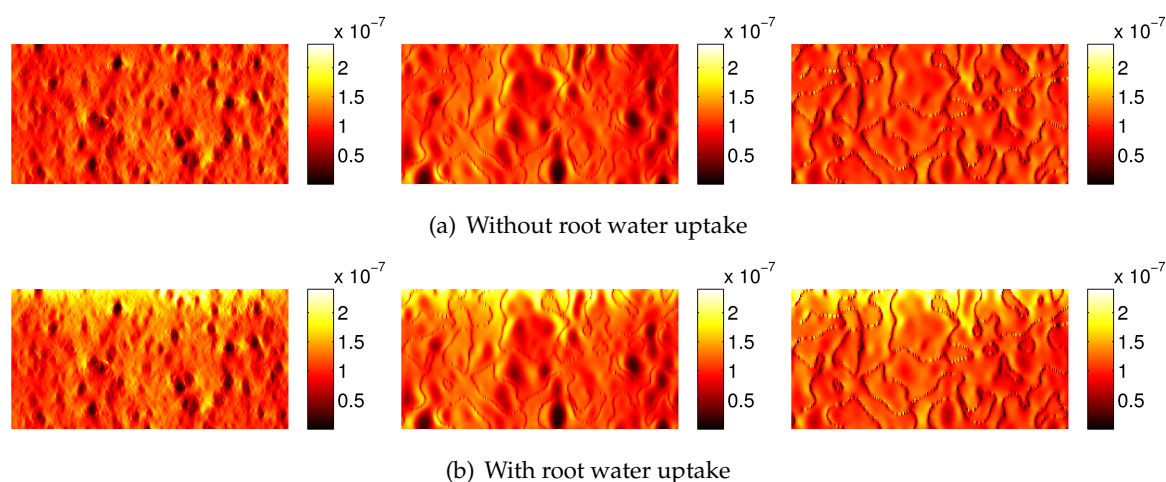 x 10⁻⁷ x 10⁻⁷ x 10⁻⁷
2 2 2
1.5 1.5 1.5
1 1 1
0.5 0.5 0.5
(a) Without root water uptake
x 10⁻⁷ x 10⁻⁷ x 10⁻⁷
2 2 2
1.5 1.5 1.5
1 1 1
0.5 0.5 0.5
(b) With root water uptake